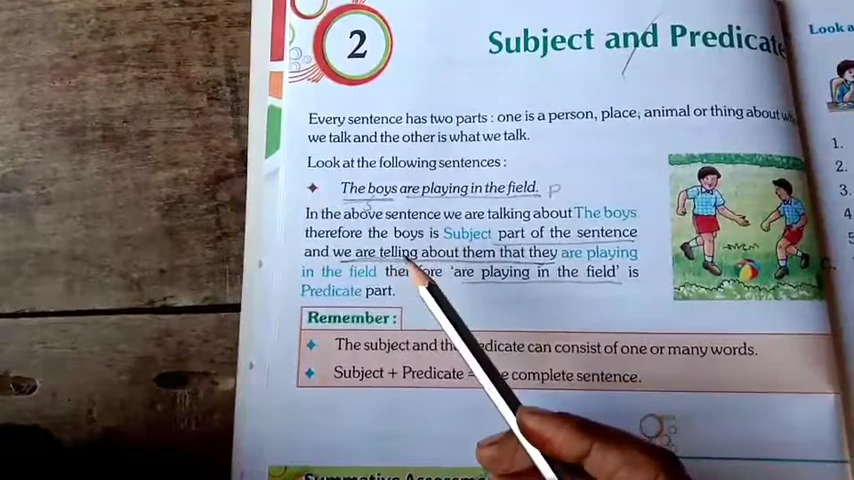 2
Subject and Predicate
Look a
Every sentence has two parts : one is a person, place, animal or thing about
we talk and the other is what we talk.
Look at the following sentences :
The boys are playing in the field. P
S
In the above sentence we are talking about The boys
therefore the boys is Subject part of the sentence
and we are telling about them that they are playing
in the field therefore 'are playing in the field' is
Predicate part.
Remember:
The subject and the predicate can consist of one or many words.
Subject + Predicate = complete sentence.
1.
2.
3.
4.
5